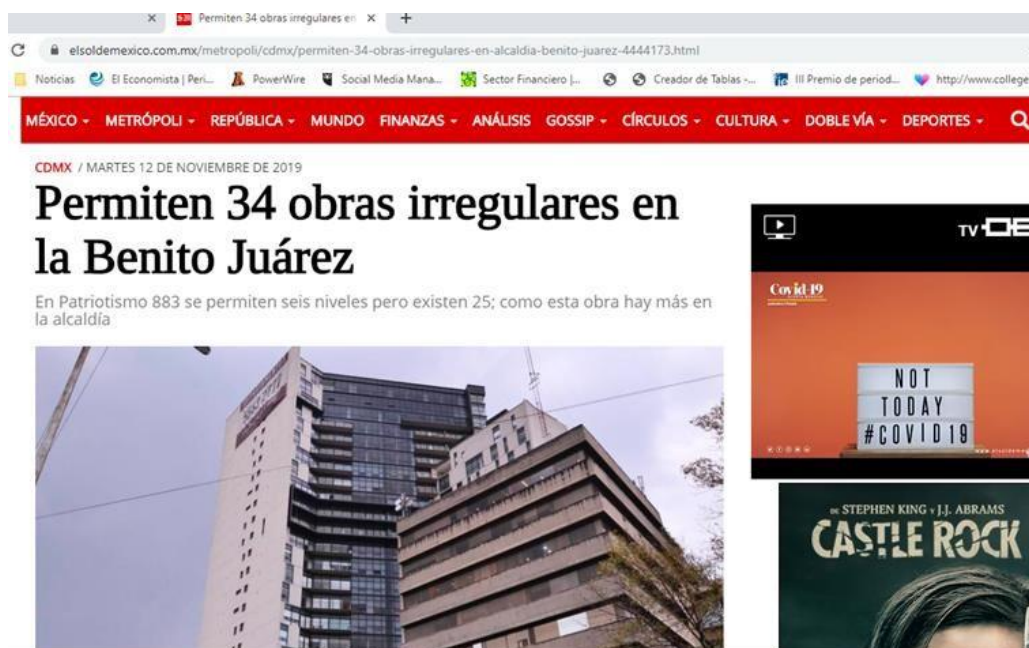 Permiten 34 obras irregulares en
elsoldemexico.com.mx/metropoli/cdmx/permiten-34-obras-irregulares-en-alcaldia-benito-juarez-4444173.html
Noticias El Economista | Peri... PowerWire Social Media Mana... Sector Financiero |... Creador de Tablas -... III Premio de period... http://www.college
MÉXICO METRÓPOLI REPÚBLICA MUNDO FINANZAS ANÁLISIS GOSSIP CÍRCULOS CULTURA DOBLE VÍA DEPORTES
CDMX / MARTES 12 DE NOVIEMBRE DE 2019
Permiten 34 obras irregulares en
la Benito Juárez
En Patriotismo 883 se permiten seis niveles pero existen 25; como esta obra hay más en
la alcaldía
TV
Covid-19
NOT
TODAY
#COVID19
DE STEPHEN KING Y J.J. ABRAMS
CASTLE ROCK